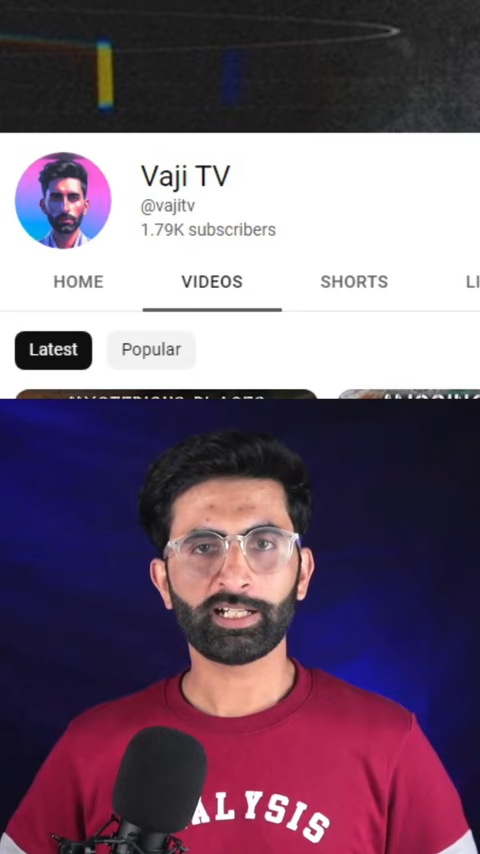 Vaji TV
@vajitv
1.79K subscribers
HOME VIDEOS SHORTS
Latest Popular
ALYSIS